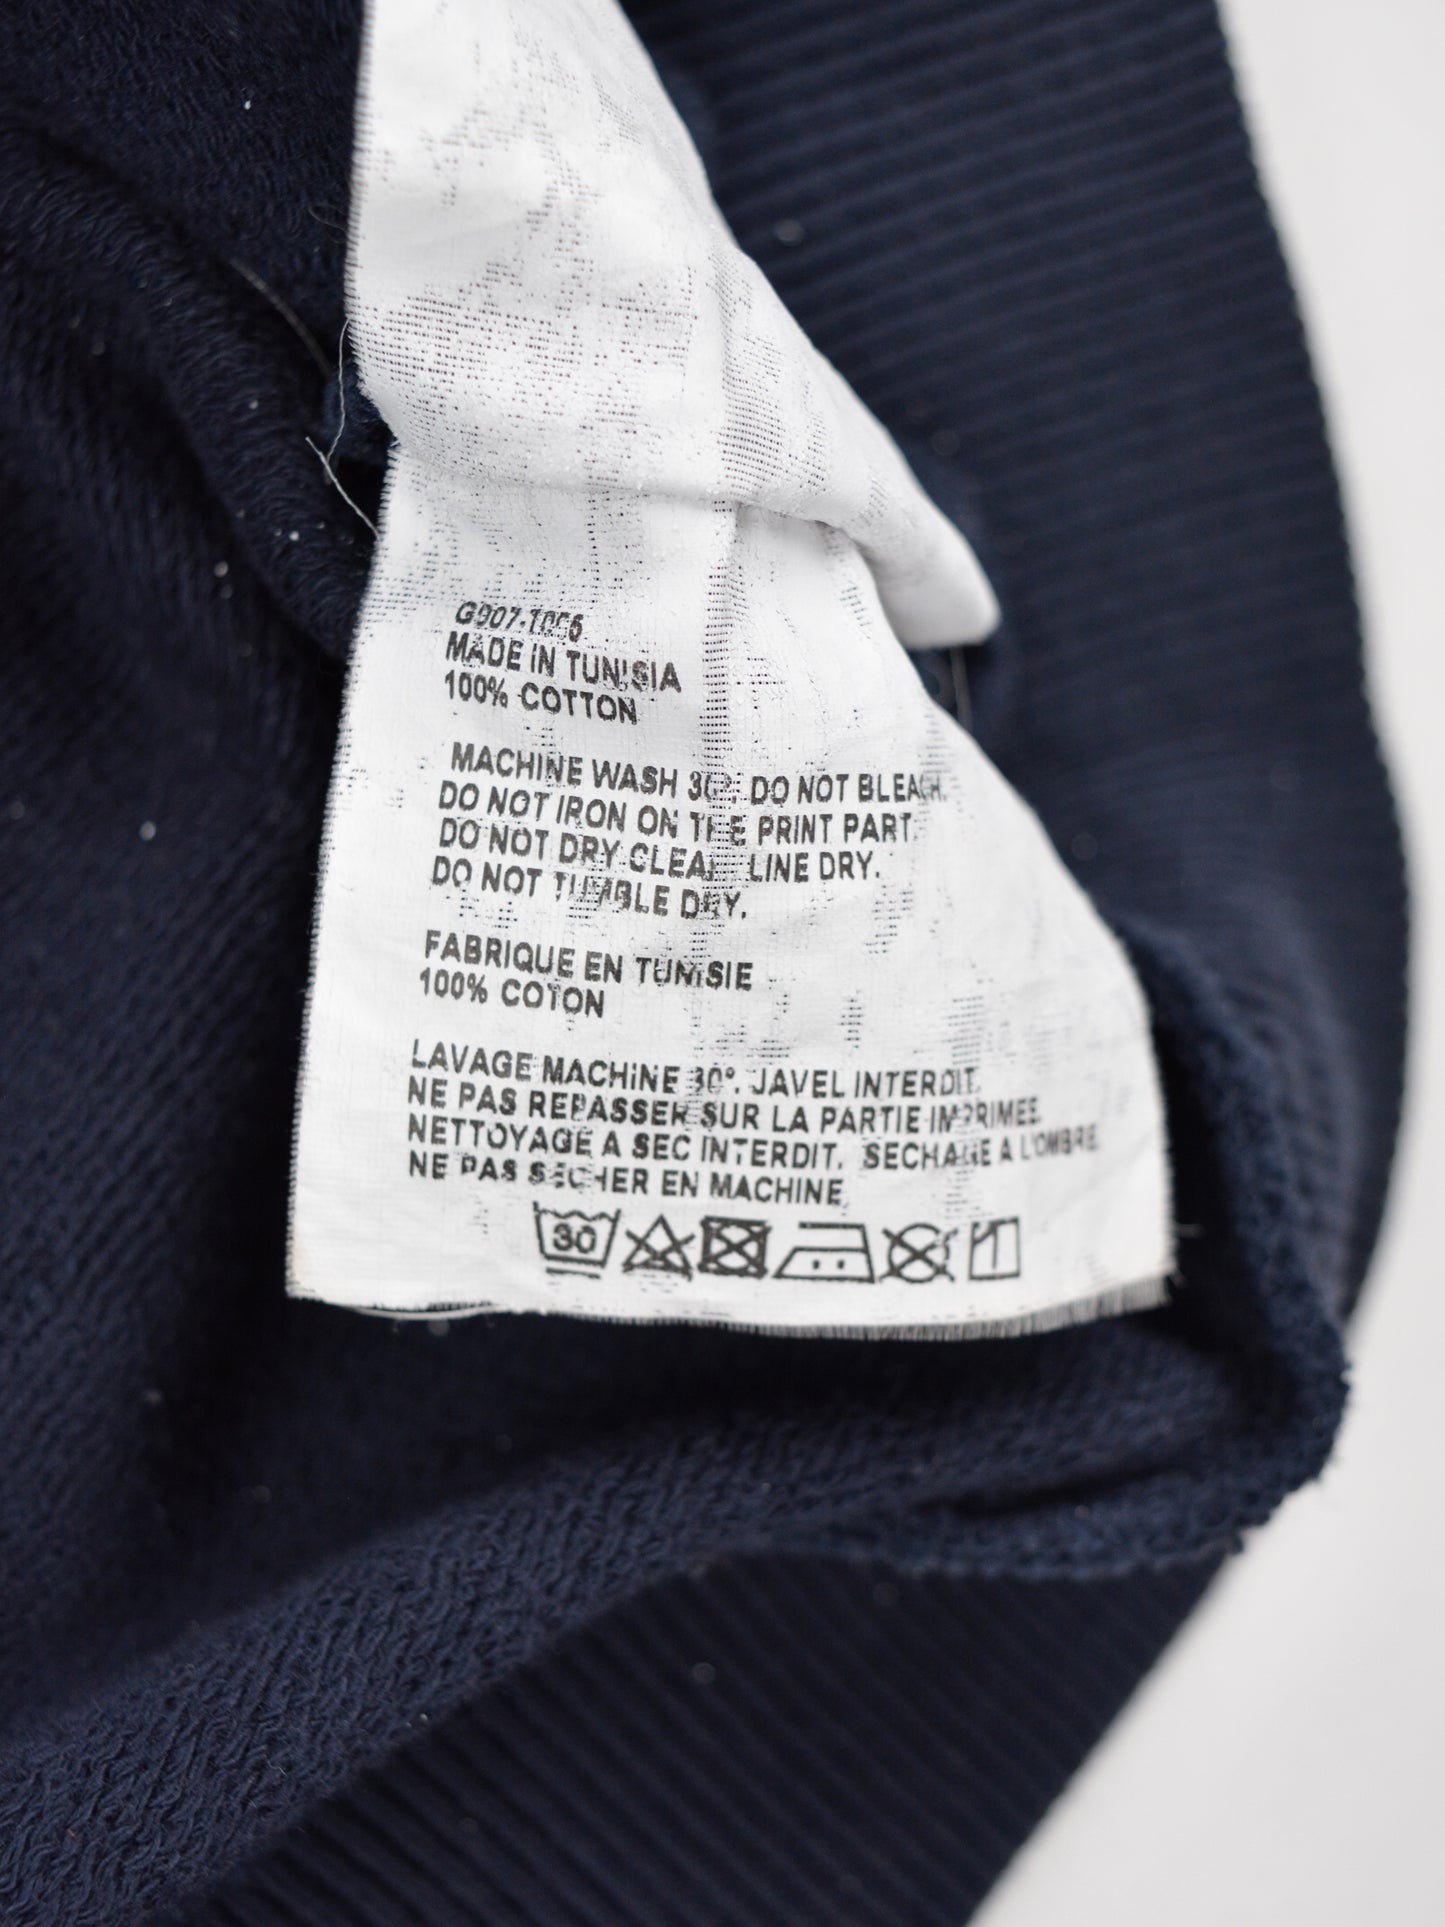 MADE IN TUNISIA
100% COTTON
MACHINE WASH 30°. DO NOT BLEACH.
DO NOT IRON ON THE PRINT PART.
DO NOT DRY CLEAN LINE DRY.
DO NOT TUMBLE DRY.
FABRIQUE EN TUNISIE
100% COTON
LAVAGE MACHINE 30°. JAVEL INTERDIT.
NE PAS REPASSER SUR LA PARTIE IMPRIMEE
NETTOYAGE A SEC INTERDIT. SECHAGE A L'OMBRE
NE PAS SECHER EN MACHINE
30